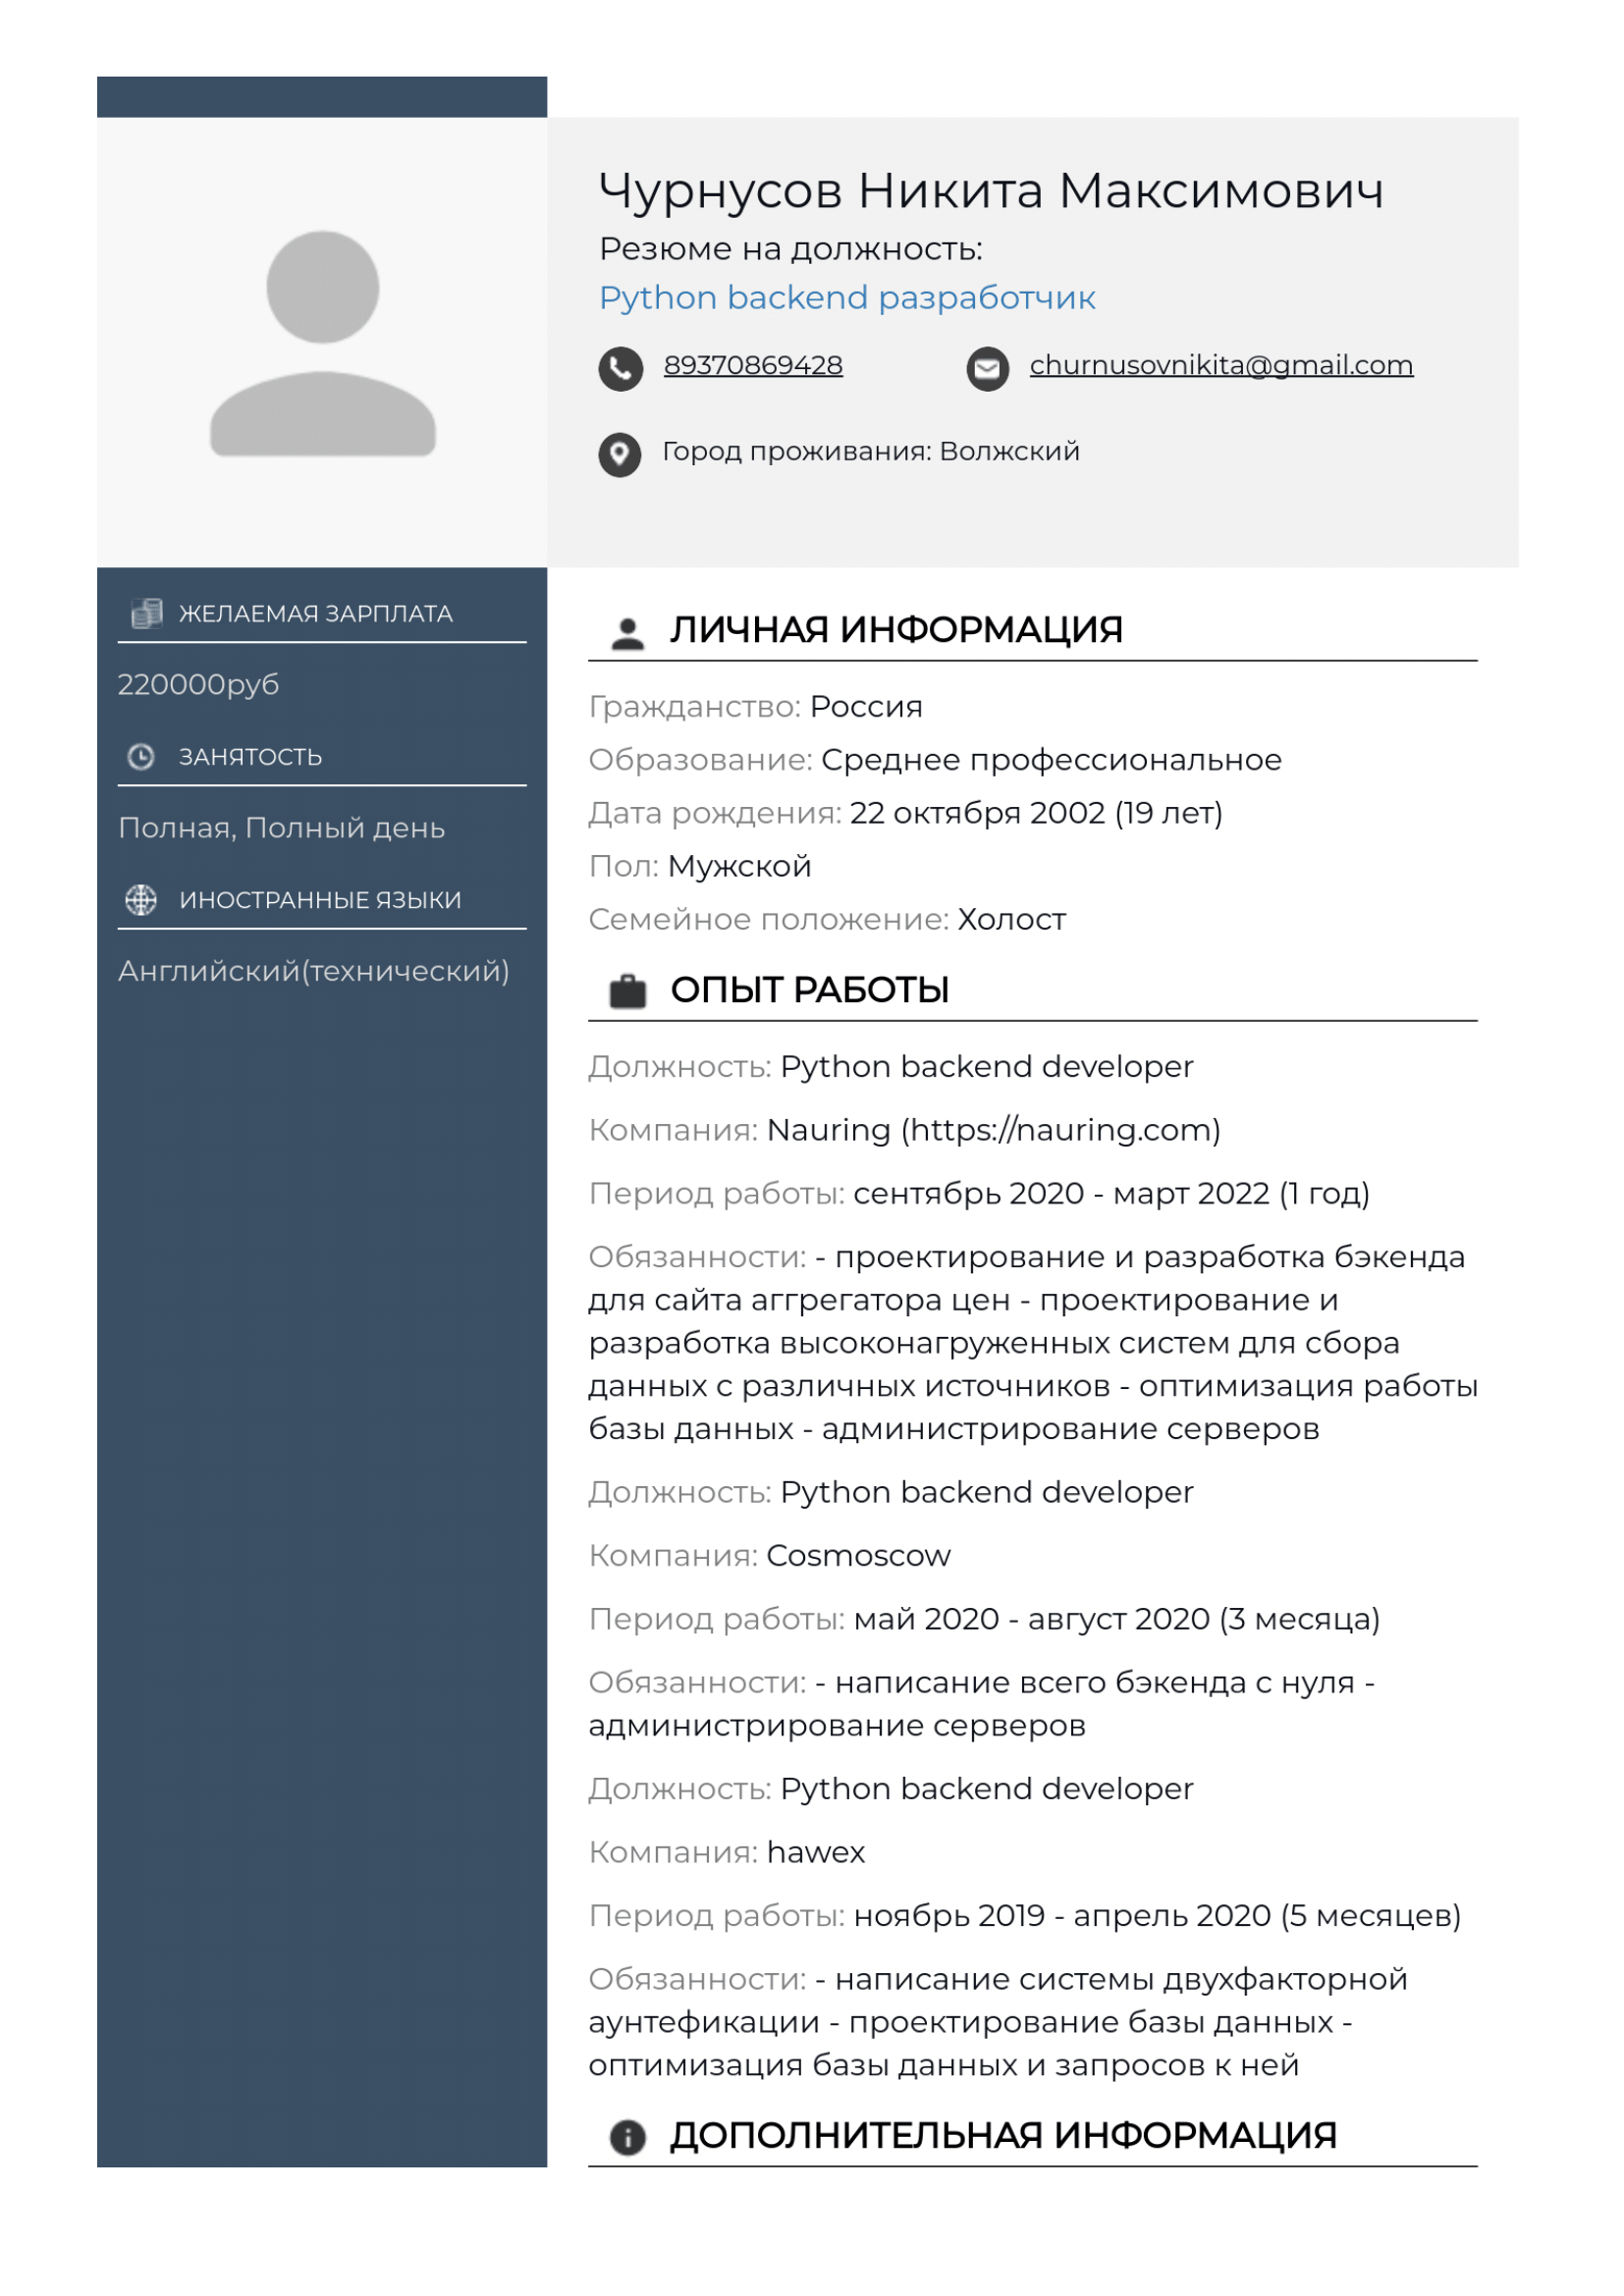 Чурнусов Никита Максимович
Резюме на должность:
Python backend разработчик
89370869428
churnusovnikita@gmail.com
Город проживания: Волжский
ЖЕЛАЕМАЯ ЗАРПЛАТА
220000руб
ЗАНЯТОСТЬ
Полная, Полный день
ИНОСТРАННЫЕ ЯЗЫКИ
Английский(технический)
ЛИЧНАЯ ИНФОРМАЦИЯ
Гражданство: Россия
Образование: Среднее профессиональное
Дата рождения: 22 октября 2002 (19 лет)
Пол: Мужской
Семейное положение: Холост
ОПЫТ РАБОТЫ
Должность: Python backend developer
Компания: Nauring (https://nauring.com)
Период работы: сентябрь 2020 - март 2022 (1 год)
Обязанности: - проектирование и разработка бэкенда
для сайта аггрегатора цен - проектирование и
разработка высоконагруженных систем для сбора
данных с различных источников - оптимизация работы
базы данных - администрирование серверов
Должность: Python backend developer
Компания: Cosmoscow
Период работы: май 2020 - август 2020 (3 месяца)
Обязанности: - написание всего бэкенда с нуля -
администрирование серверов
Должность: Python backend developer
Компания: hawex
Период работы: ноябрь 2019 - апрель 2020 (5 месяцев)
Обязанности: - написание системы двухфакторной
аунтефикации - проектирование базы данных -
оптимизация базы данных и запросов к ней
ДОПОЛНИТЕЛЬНАЯ ИНФОРМАЦИЯ